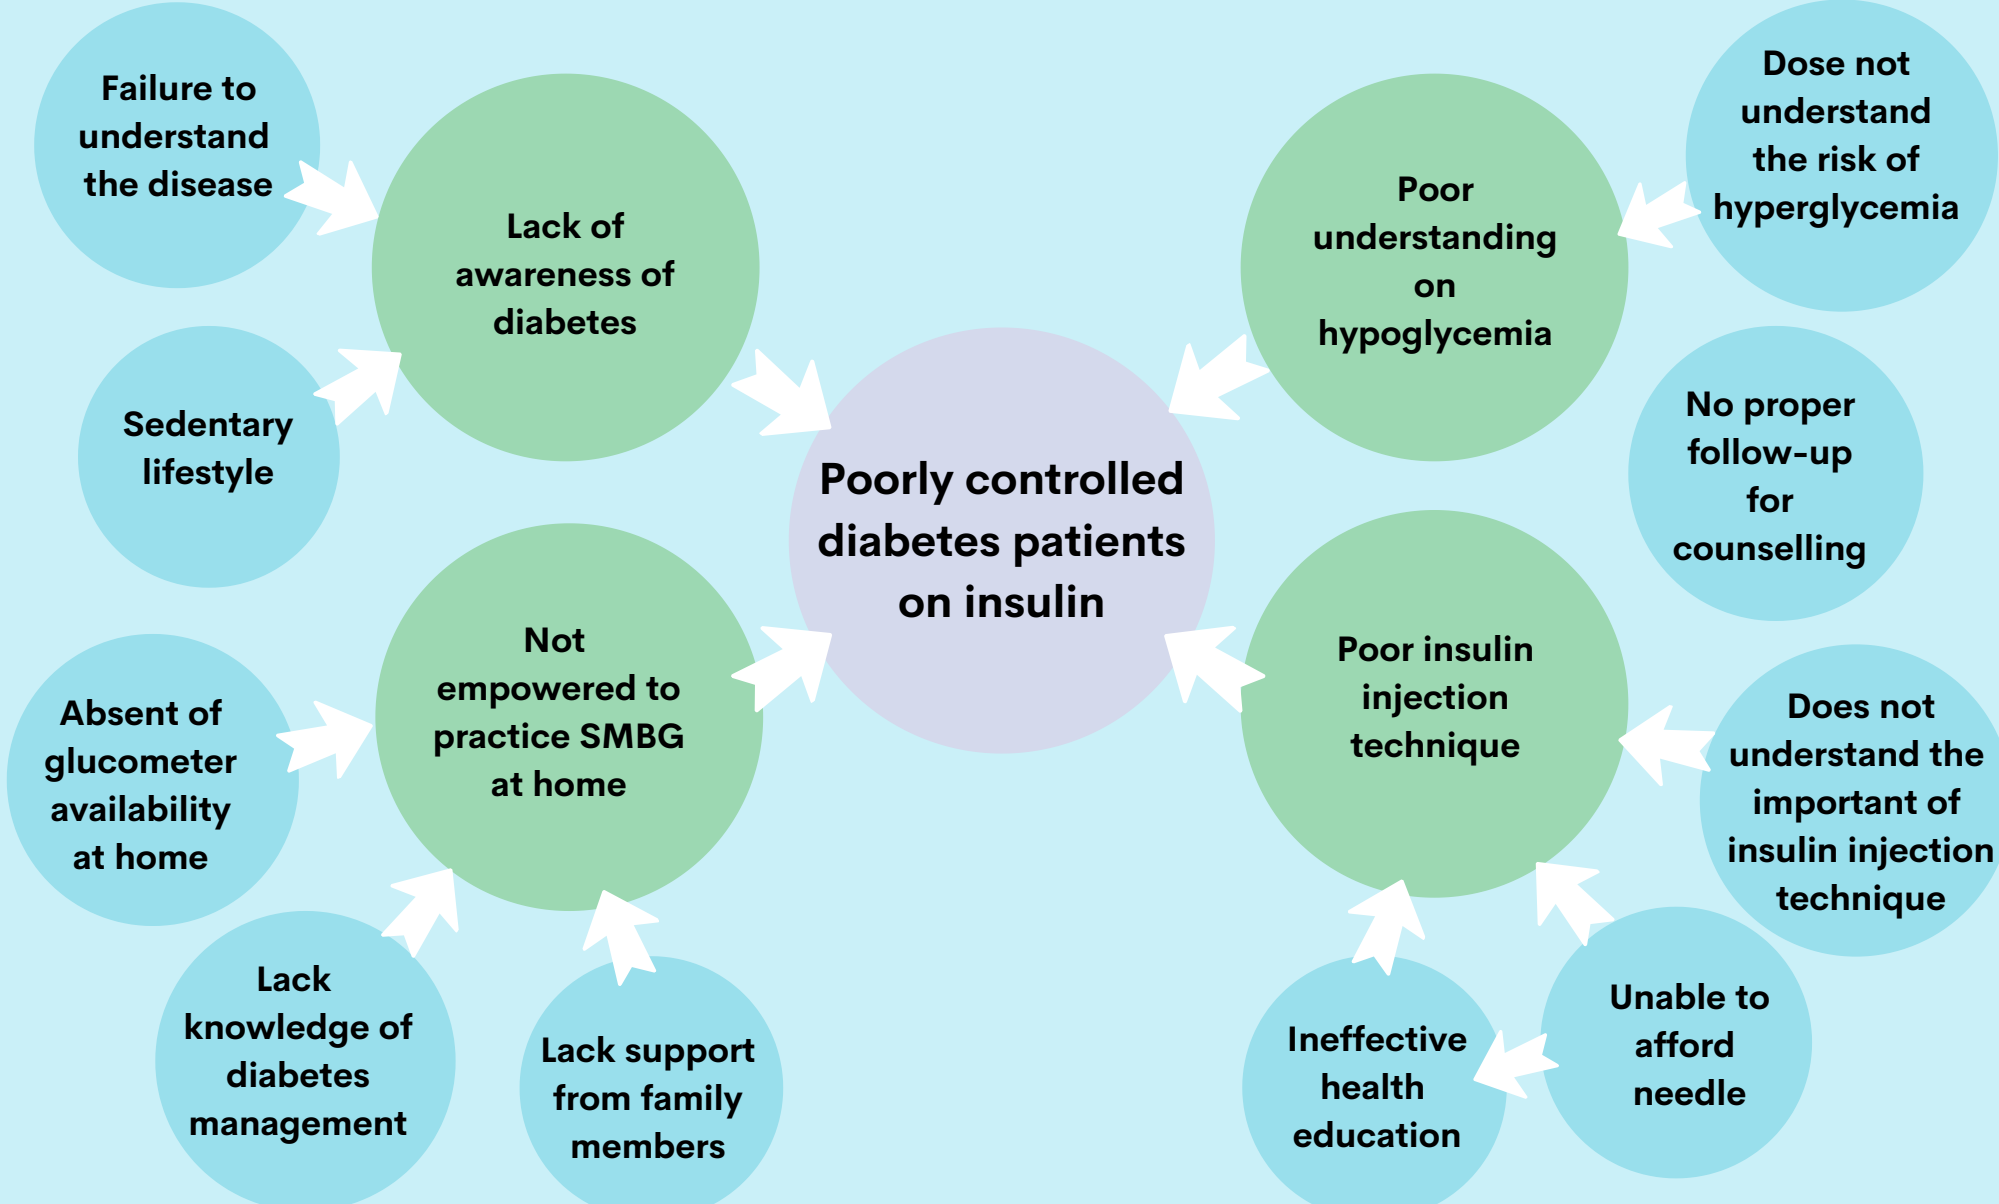 Failure to
understand
the disease
Lack of
awareness of
diabetes
Sedentary
lifestyle
Poor
understanding
on
hypoglycemia
Dose not
understand
the risk of
hyperglycemia
No proper
follow-up
for
counselling
Poorly controlled
diabetes patients
on insulin
Not
empowered to
practice SMBG
at home
Absent of
glucometer
availability
at home
Lack
knowledge of
diabetes
management
Lack support
from family
members
Poor insulin
injection
technique
Does not
understand the
important of
insulin injection
technique
Unable to
afford
needle
Ineffective
health
education